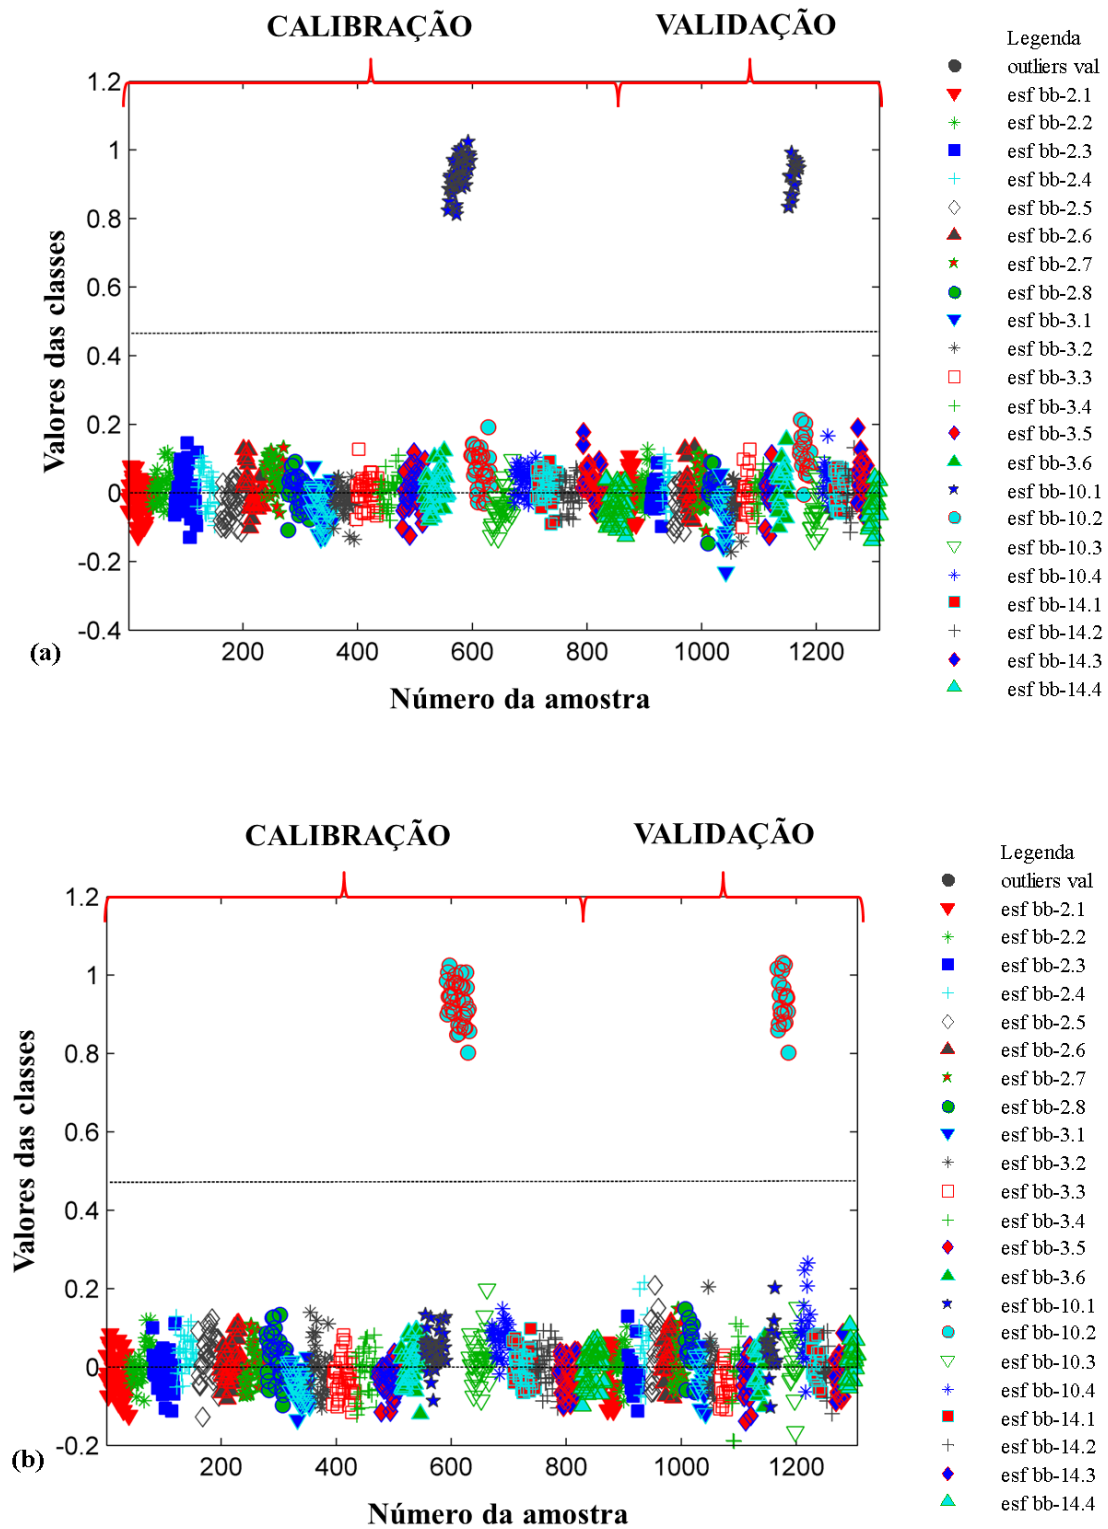 CALIBRAÇÃO VALIDAÇÃO
Legenda
outliers val
esf bb-2.1
esf bb-2.2
esf bb-2.3
esf bb-2.4
esf bb-2.5
esf bb-2.6
esf bb-2.7
esf bb-2.8
esf bb-3.1
esf bb-3.2
esf bb-3.3
esf bb-3.4
esf bb-3.5
esf bb-3.6
esf bb-10.1
esf bb-10.2
esf bb-10.3
esf bb-10.4
esf bb-14.1
esf bb-14.2
esf bb-14.3
esf bb-14.4
Valores das classes
1.2
1
0.8
0.6
0.4
0.2
0
-0.2
-0.4
200 400 600 800 1000 1200
(a)
Número da amostra
CALIBRAÇÃO VALIDAÇÃO
Legenda
outliers val
esf bb-2.1
esf bb-2.2
esf bb-2.3
esf bb-2.4
esf bb-2.5
esf bb-2.6
esf bb-2.7
esf bb-2.8
esf bb-3.1
esf bb-3.2
esf bb-3.3
esf bb-3.4
esf bb-3.5
esf bb-3.6
esf bb-10.1
esf bb-10.2
esf bb-10.3
esf bb-10.4
esf bb-14.1
esf bb-14.2
esf bb-14.3
esf bb-14.4
Valores das classes
1.2
1
0.8
0.6
0.4
0.2
0
-0.2
200 400 600 800 1000 1200
(b)
Número da amostra